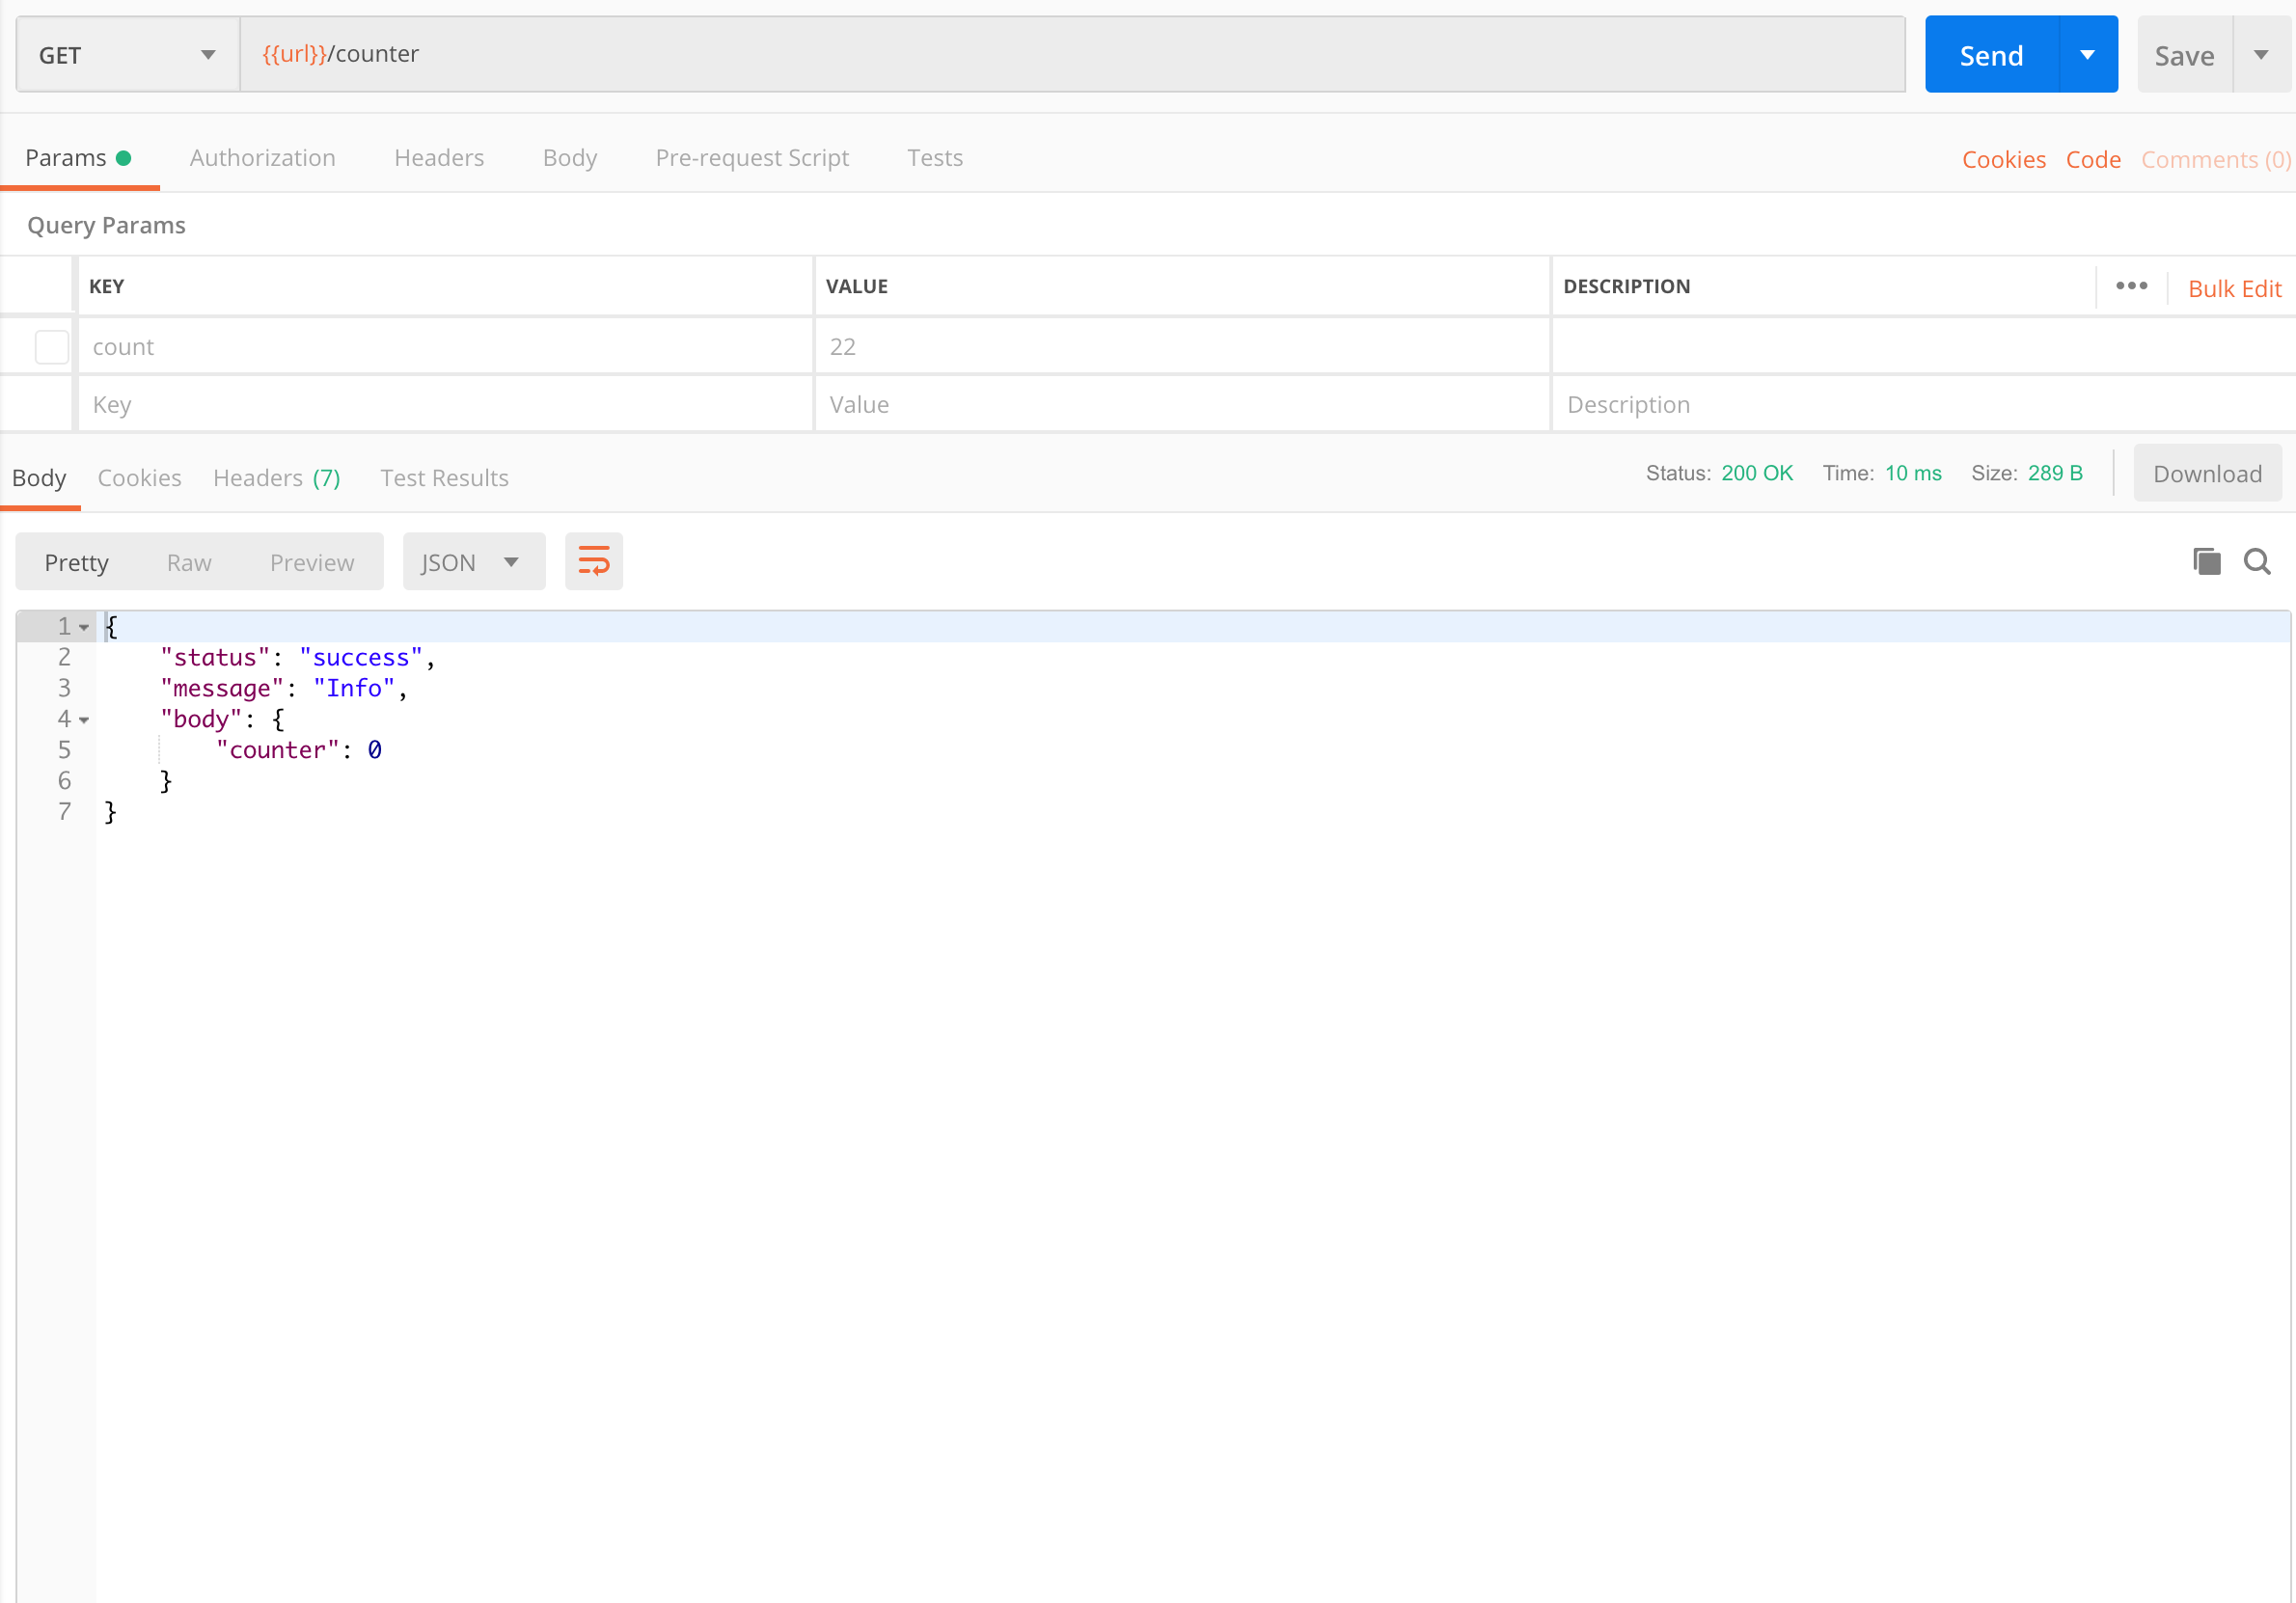 GET {{url}}/counter Send Save
Params Authorization Headers Body Pre-request Script Tests Cookies Code Comments (0)
Query Params
KEY VALUE DESCRIPTION ••• Bulk Edit
count 22
Key Value Description
Body Cookies Headers (7) Test Results Status: 200 OK Time: 10 ms Size: 289 B Download
Pretty Raw Preview JSON
1 {
2 "status": "success",
3 "message": "Info",
4 "body": {
5 "counter": 0
6 }
7 }